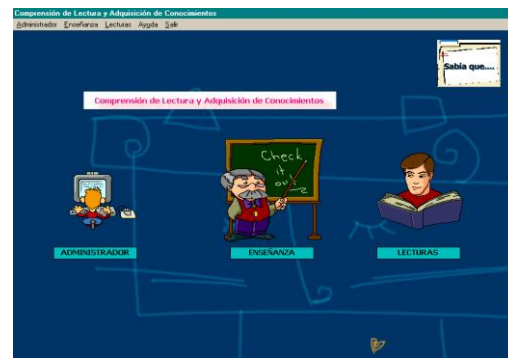 Comprensión de Lectura y Adquisición de Conocimientos
Administrador Enseñanza Lecturas Ayuda Salir
Sabía que....
Comprensión de Lectura y Adquisición de Conocimientos
Check
it
out
ADMINISTRADOR ENSEÑANZA LECTURAS